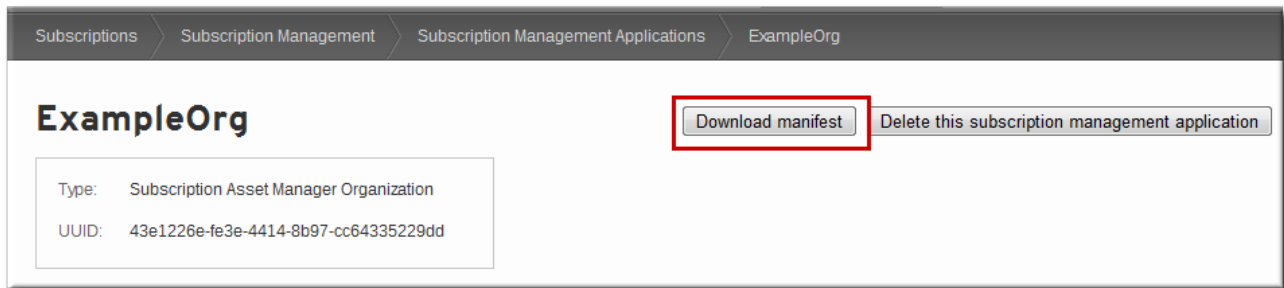 Subscriptions Subscription Management Subscription Management Applications ExampleOrg
ExampleOrg
Download manifest Delete this subscription management application
Type: Subscription Asset Manager Organization
UUID: 43e1226e-fe3e-4414-8b97-cc64335229dd